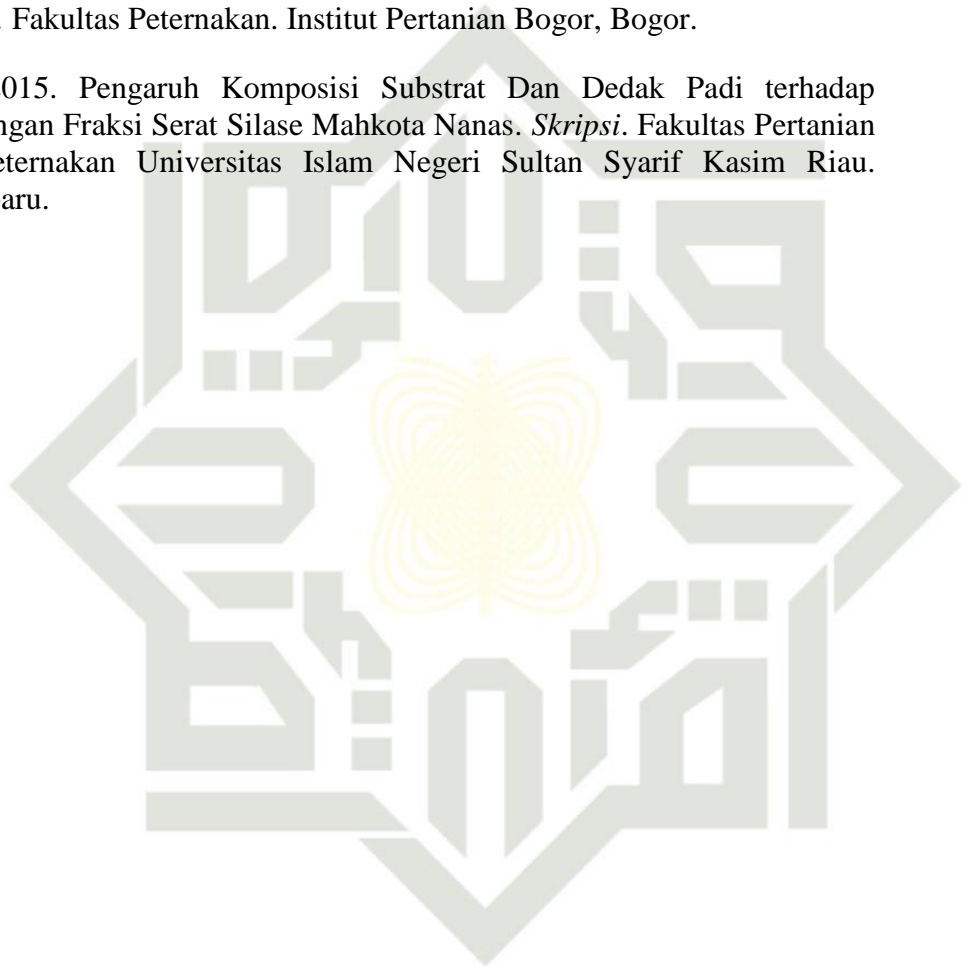 . Fakultas Peternakan. Institut Pertanian Bogor, Bogor.
2015. Pengaruh Komposisi Substrat Dan Dedak Padi terhadap
ngan Fraksi Serat Silase Mahkota Nanas. Skripsi. Fakultas Pertanian
eternakan Universitas Islam Negeri Sultan Syarif Kasim Riau.
aru.